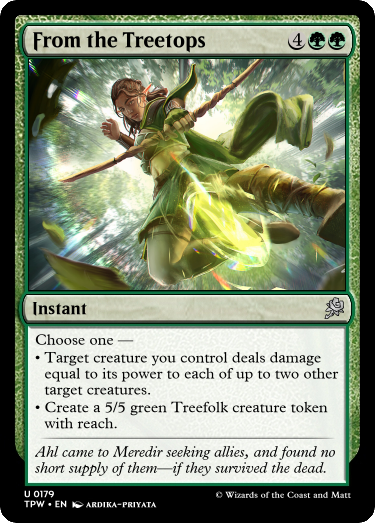 From the Treetops 4
Instant
Choose one —
• Target creature you control deals damage
equal to its power to each of up to two other
target creatures.
• Create a 5/5 green Treefolk creature token
with reach.
Ahl came to Meredir seeking allies, and found no
short supply of them—if they survived the dead.
U 0179
TPW • EN ARDIKA-PRIYATA
© Wizards of the Coast and Matt